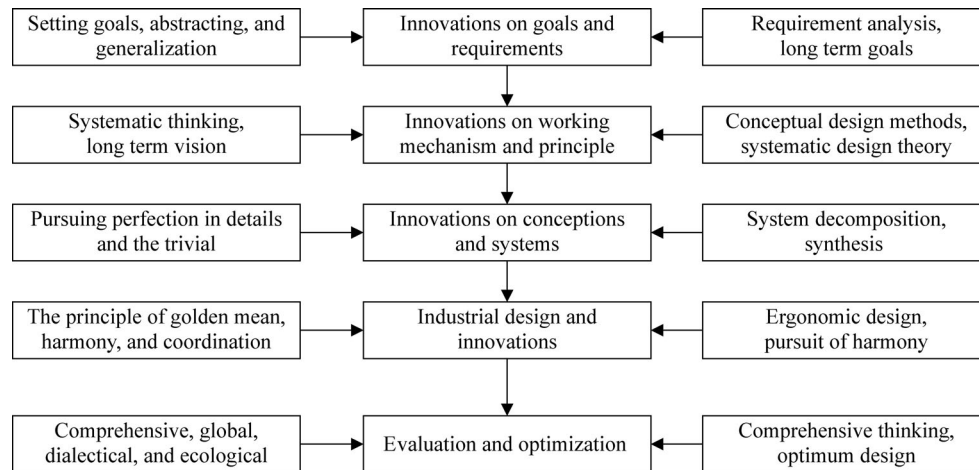 Setting goals, abstracting, and
generalization
Innovations on goals and
requirements
Requirement analysis,
long term goals
Systematic thinking,
long term vision
Innovations on working
mechanism and principle
Conceptual design methods,
systematic design theory
Pursuing perfection in details
and the trivial
Innovations on conceptions
and systems
System decomposition,
synthesis
The principle of golden mean,
harmony, and coordination
Industrial design and
innovations
Ergonomic design,
pursuit of harmony
Comprehensive, global,
dialectical, and ecological
Evaluation and optimization
Comprehensive thinking,
optimum design